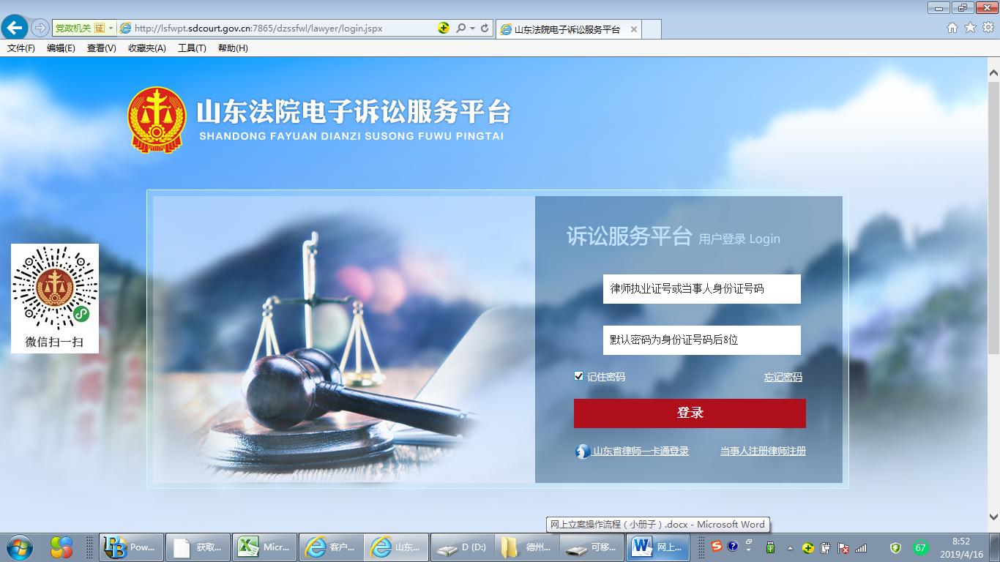 党政机关 证 http://lsfwpt.sdcourt.gov.cn:7865/dzssfwl/lawyer/login.jspx 山东法院电子诉讼服务平台
文件(F) 编辑(E) 查看(V) 收藏夹(A) 工具(T) 帮助(H)
山东法院电子诉讼服务平台
SHANDONG FAYUAN DIANZI SUSONG FUWU PINGTAI
诉讼服务平台 用户登录 Login
律师执业证号或当事人身份证号码
默认密码为身份证号码后8位
微信扫一扫
记住密码 忘记密码
登录
山东省律师一卡通登录 当事人注册律师注册
网上立案操作流程（小册子）.docx - Microsoft Word
Pow... 获取... Micr... 客户... 山东... D (D:) 德州... 可移... 网上... 67 8:52
2019/4/16